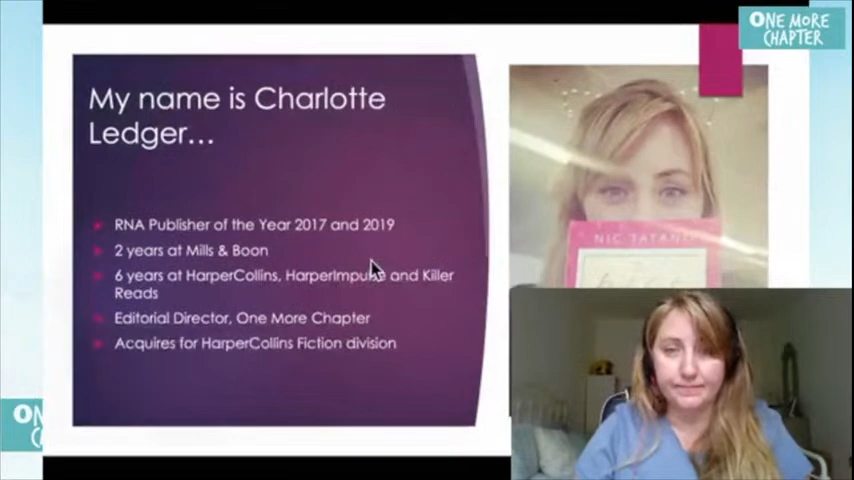 ONE MORE
CHAPTER
My name is Charlotte
Ledger...
RNA Publisher of the Year 2017 and 2019
2 years at Mills & Boon
6 years at HarperCollins, HarperImpulse and Killer
Reads
Editorial Director, One More Chapter
Acquires for HarperCollins Fiction division
NIC TATANO
ON